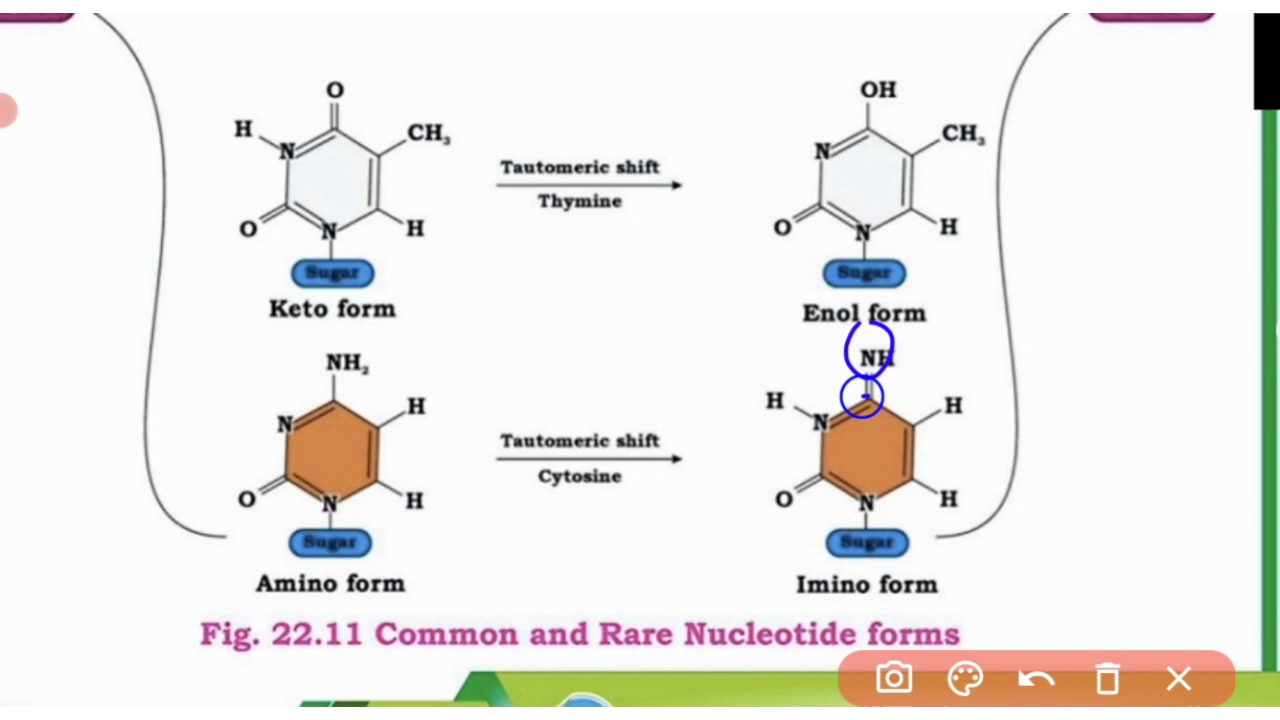 O
OH
H
CH₃
CH₃
N
N
Tautomeric shift
Thymine
O
N
H
O
N
H
Sugar
Sugar
Keto form
Enol form
NH₂
NH
H
H
H
N
N
Tautomeric shift
Cytosine
O
N
H
O
N
H
Sugar
Sugar
Amino form
Imino form
Fig. 22.11 Common and Rare Nucleotide forms